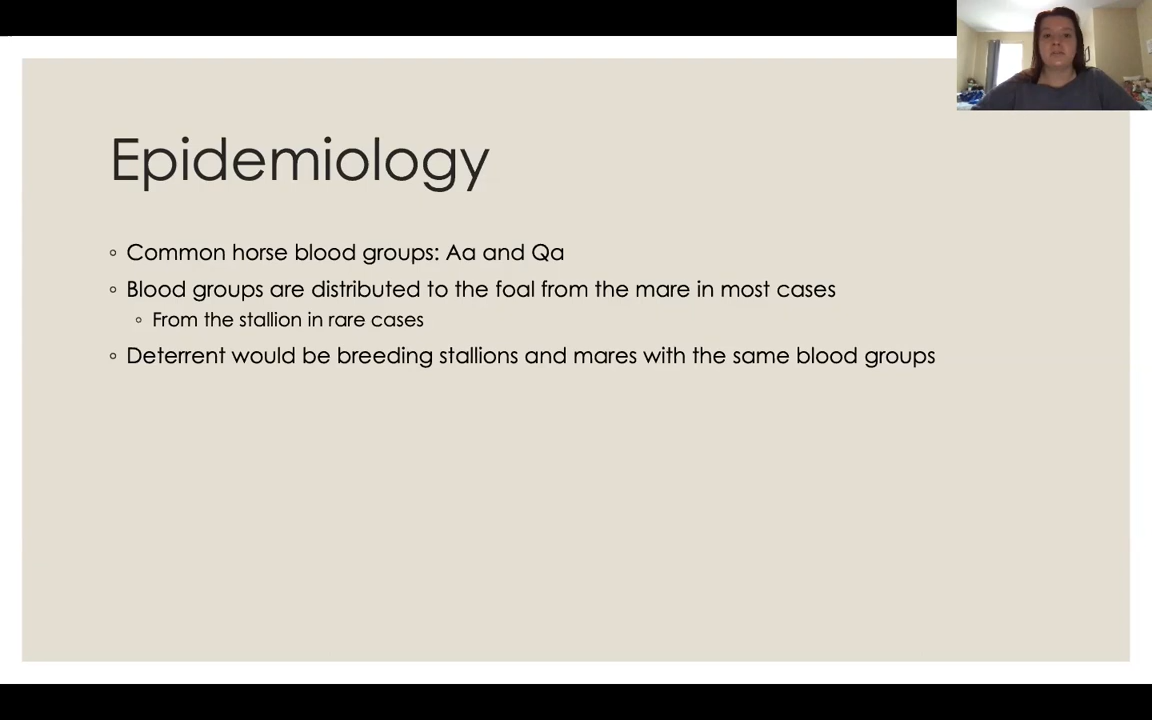 Epidemiology
◦ Common horse blood groups: Aa and Qa
◦ Blood groups are distributed to the foal from the mare in most cases
◦ From the stallion in rare cases
◦ Deterrent would be breeding stallions and mares with the same blood groups